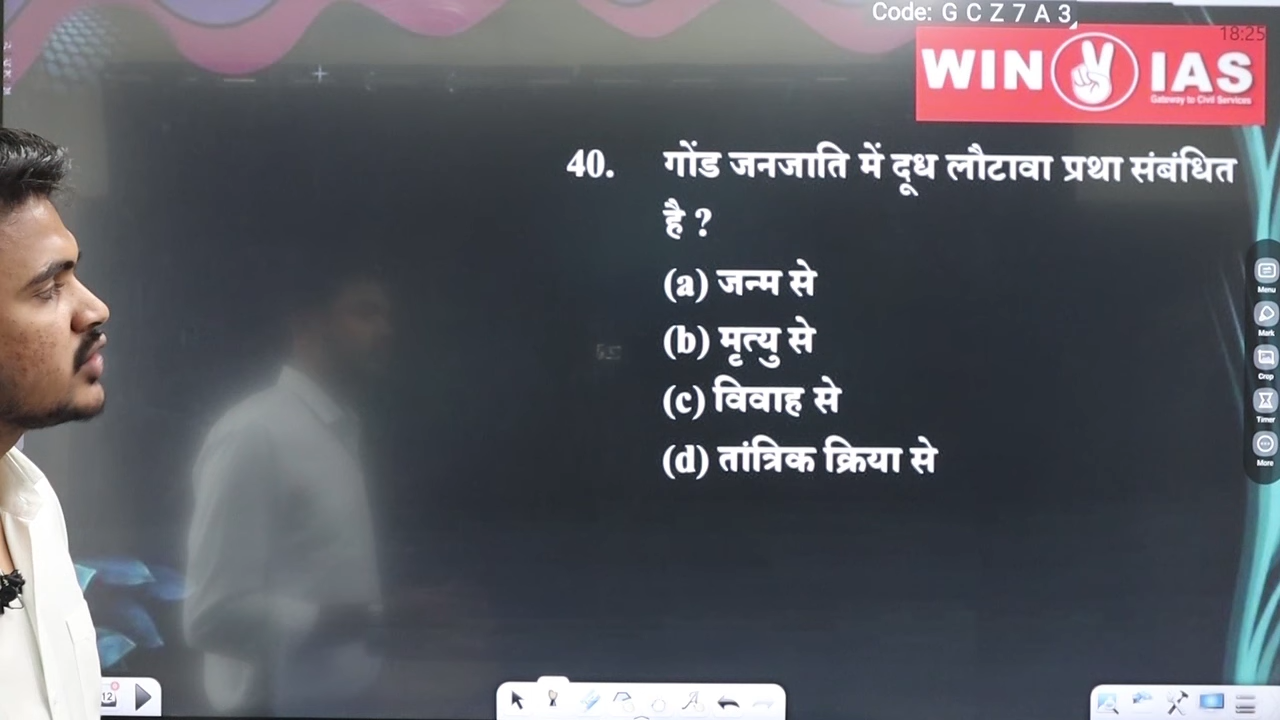 Code: G C Z 7 A 3
18:25
WIN IAS
Gateway to Civil Services
40. गोंड जनजाति में दूध लौटावा प्रथा संबंधित
है ?
(a) जन्म से
(b) मृत्यु से
(c) विवाह से
(d) तांत्रिक क्रिया से
Menu
Mark
Crop
Timer
More
12